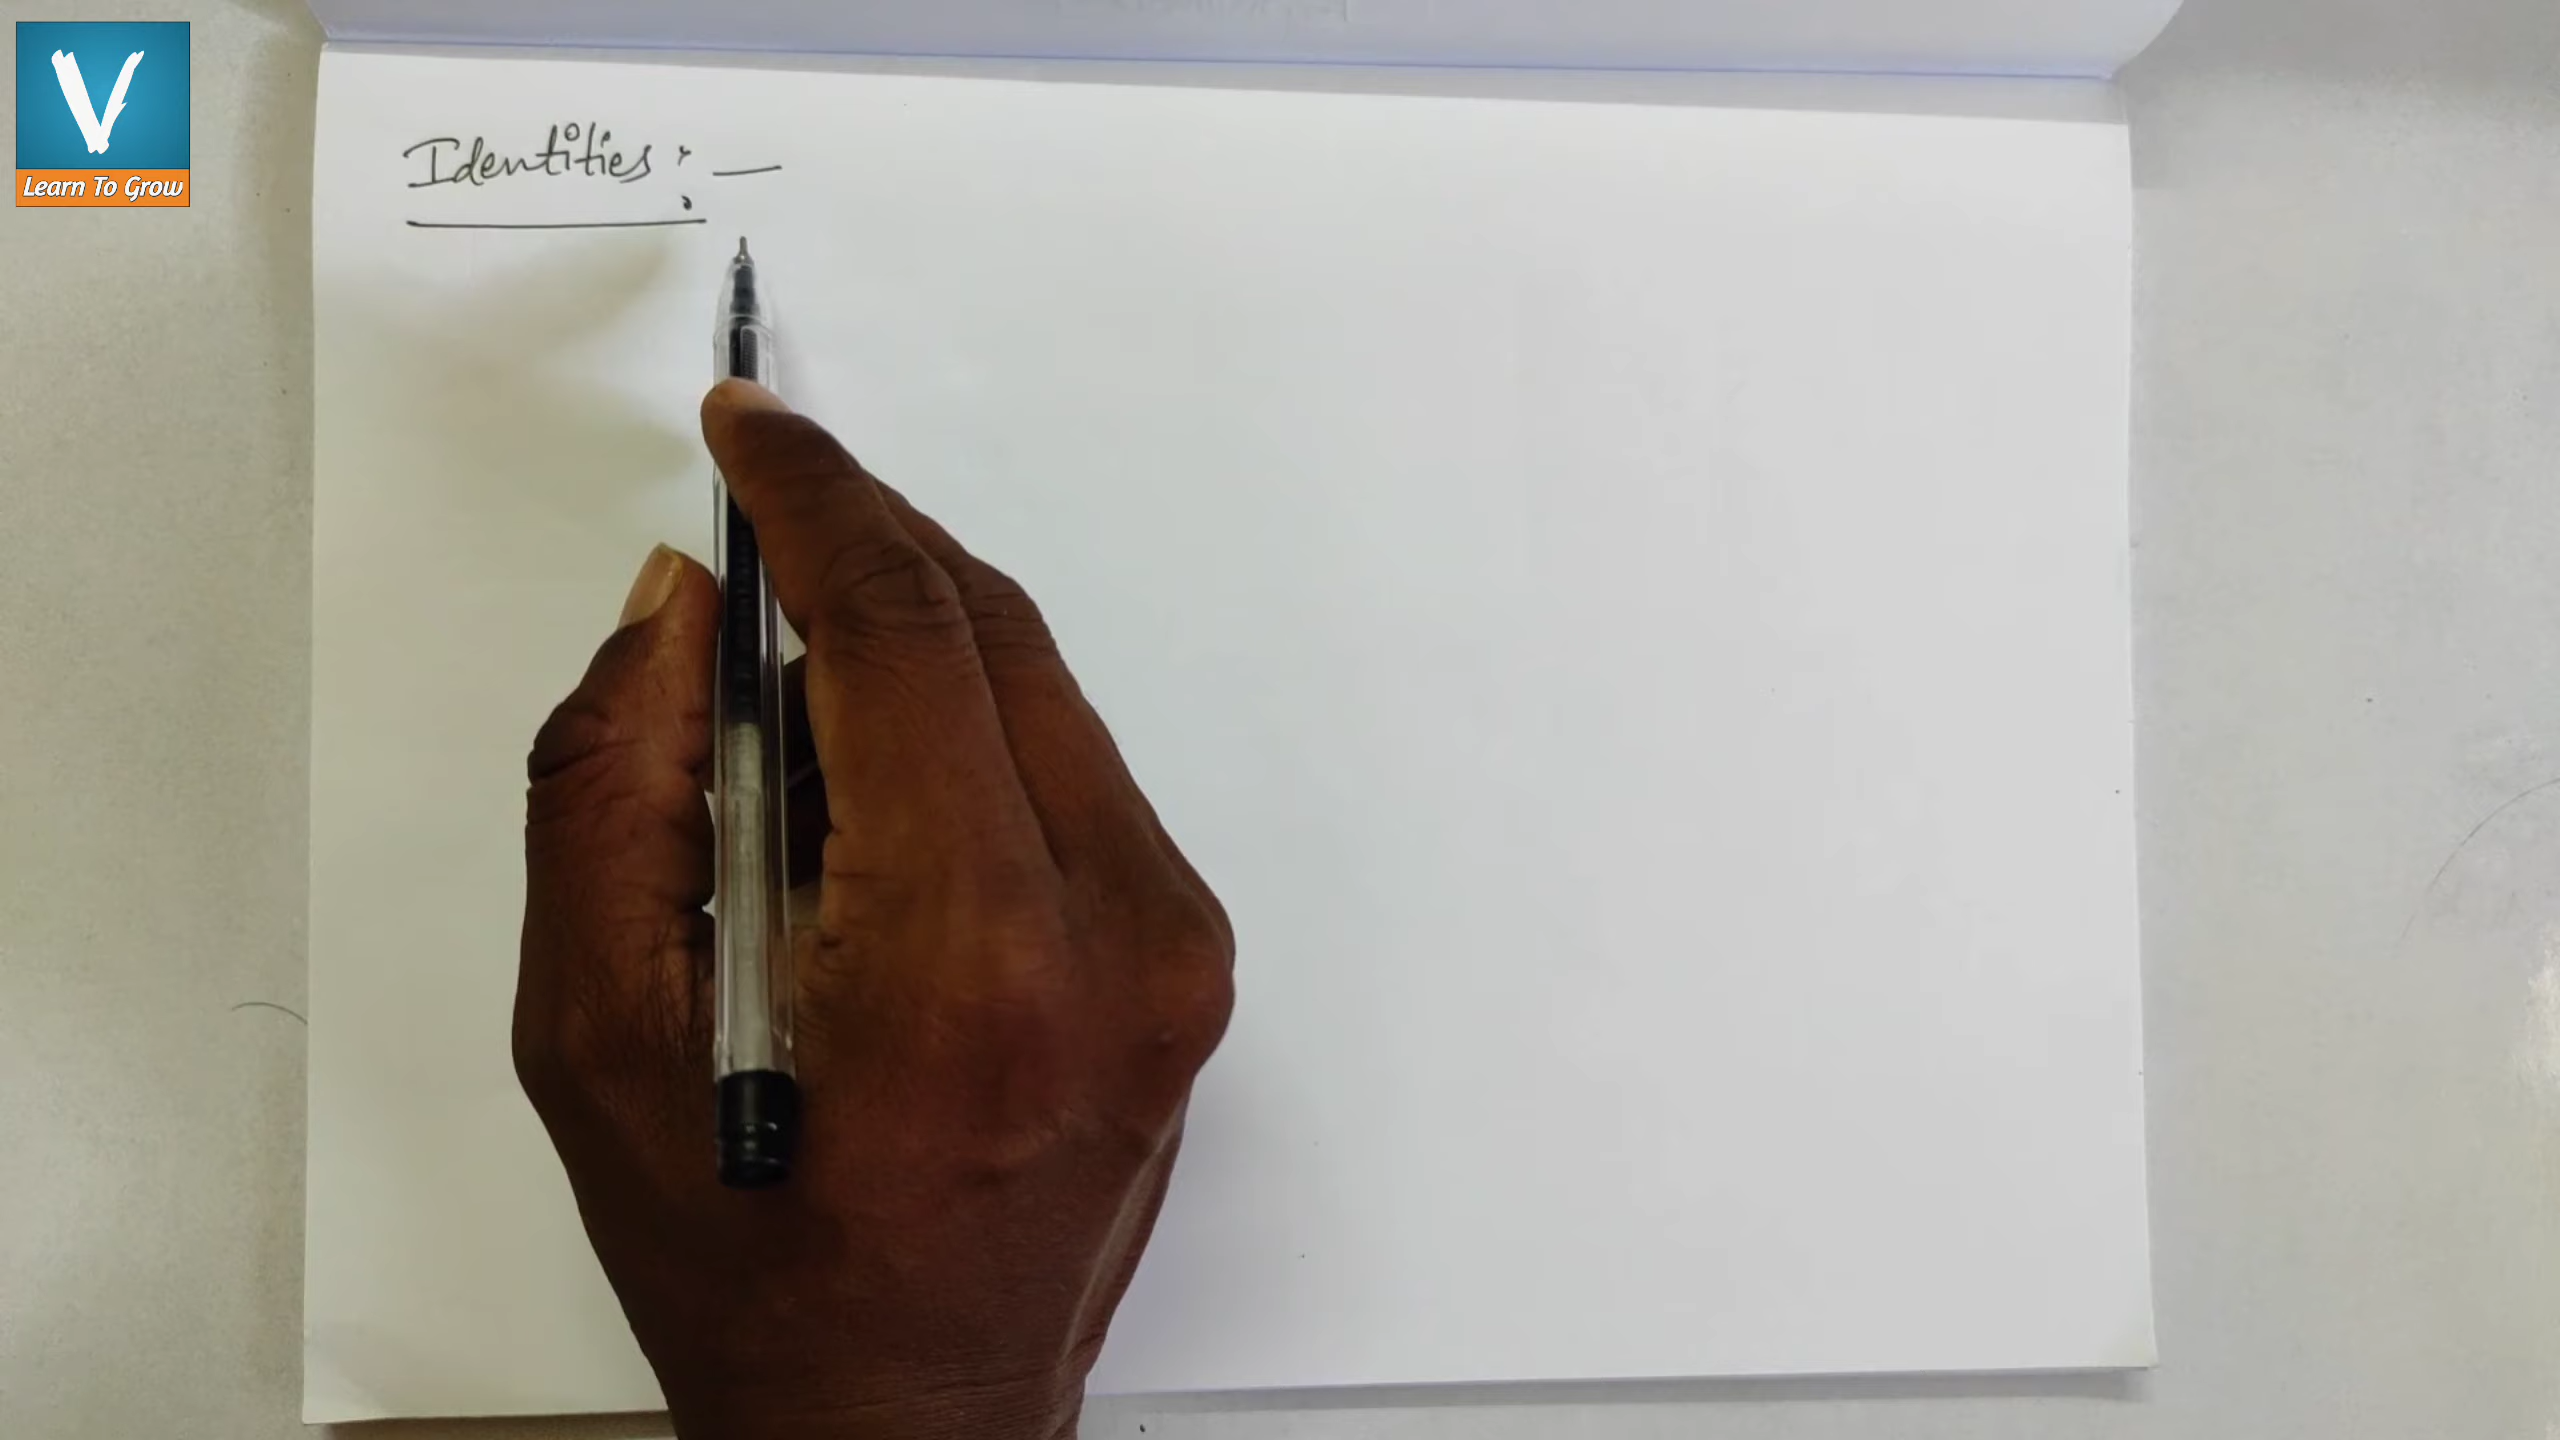 V
Learn To Grow
Identities : —